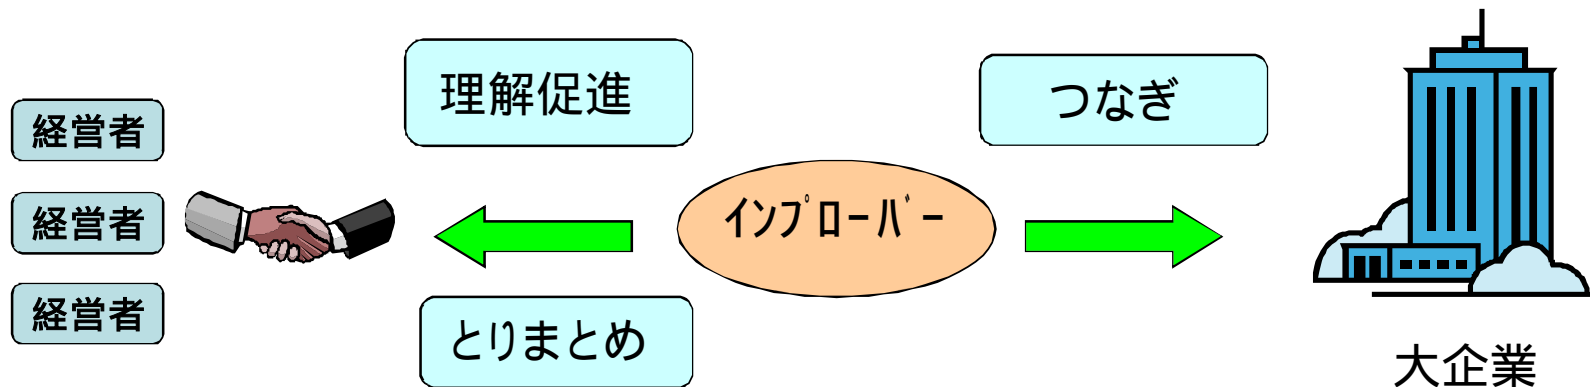 理解促進
つなぎ
経営者
経営者
経営者
インプローバー
とりまとめ
大企業